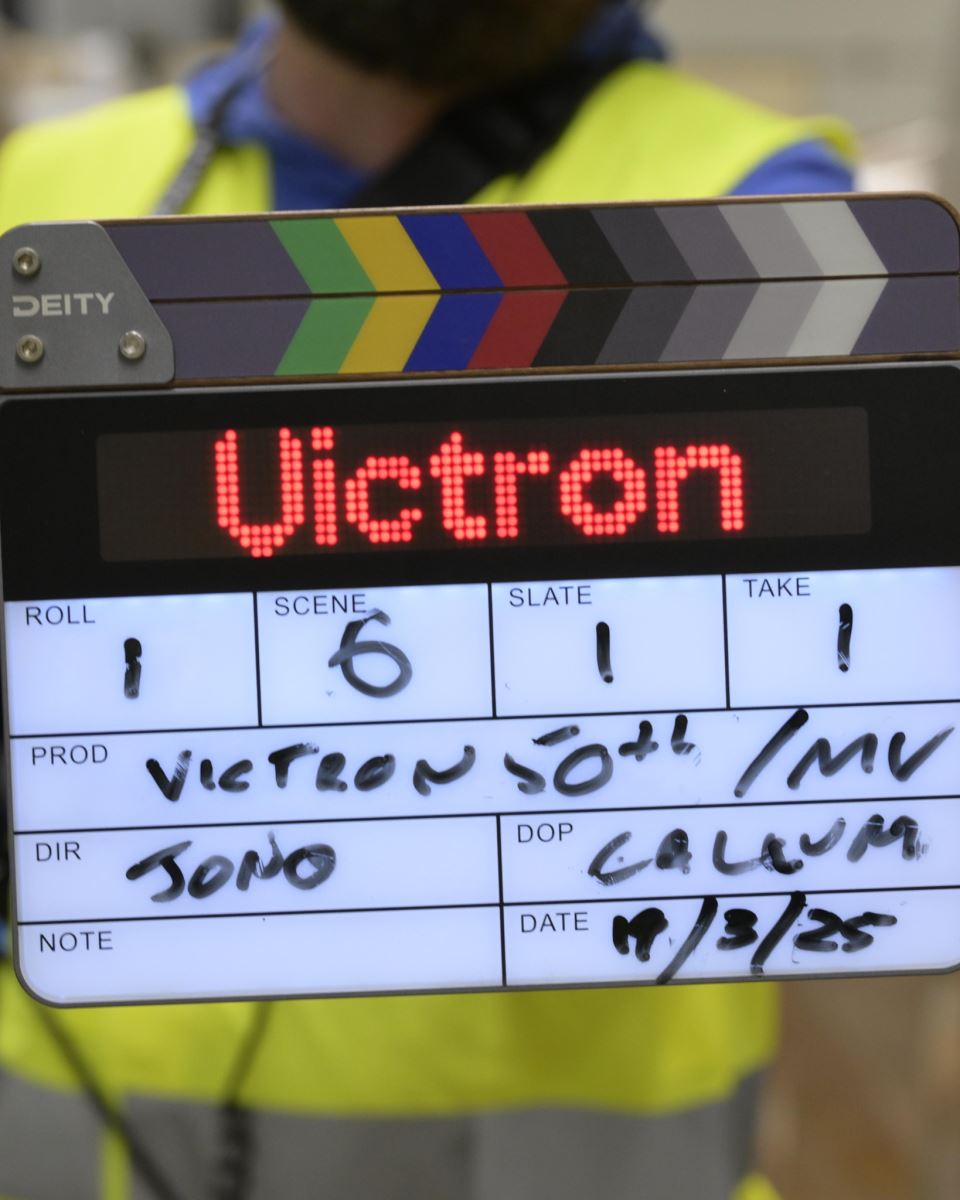 DEITY
Victron
ROLL SCENE SLATE TAKE
1 6 1 1
PROD VICTRON 50th /MV
DIR JONO DOP CALLUM
NOTE DATE 19/3/25